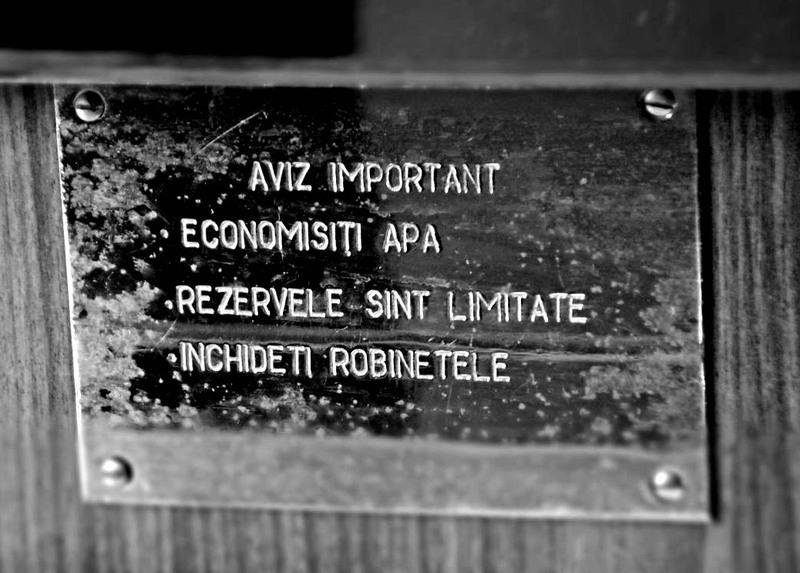 AVIZ IMPORTANT
• ECONOMISIȚI APA
• REZERVELE SINT LIMITATE
• INCHIDETI ROBINETELE